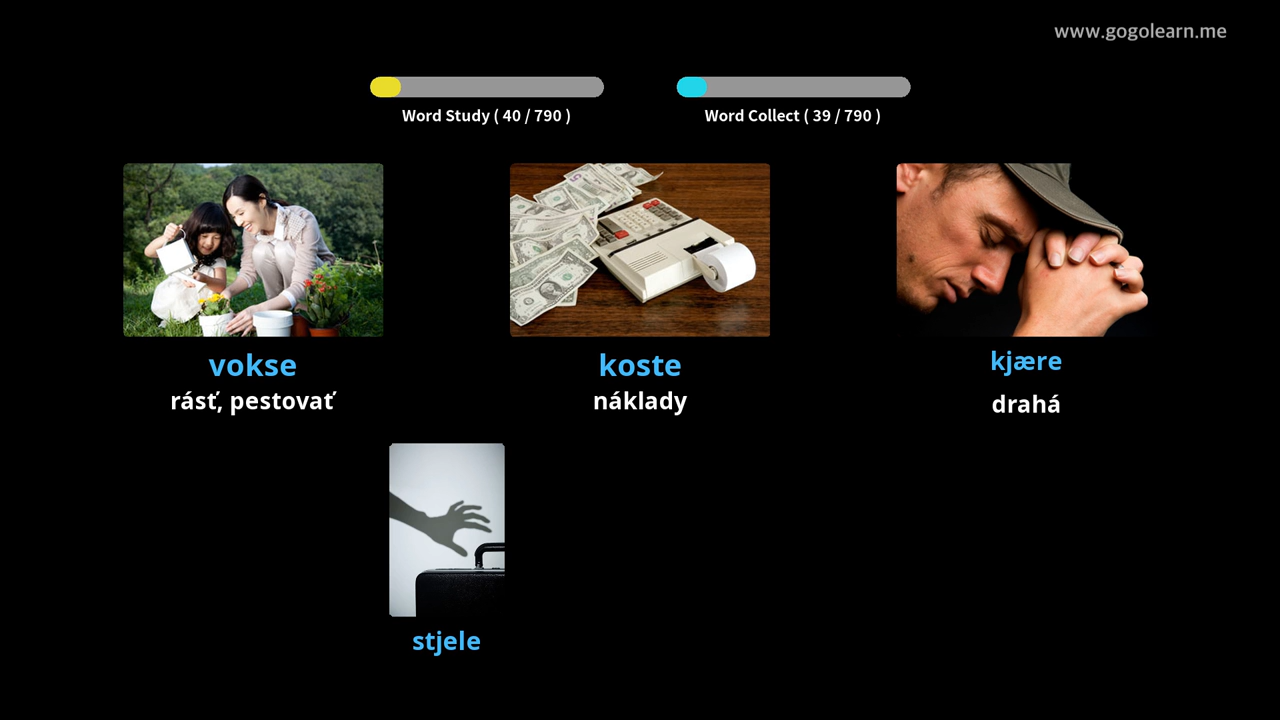 www.gogolearn.me
Word Study ( 40 / 790 )
Word Collect ( 39 / 790 )
vokse
rásť, pestovať
koste
náklady
kjære
drahá
stjele